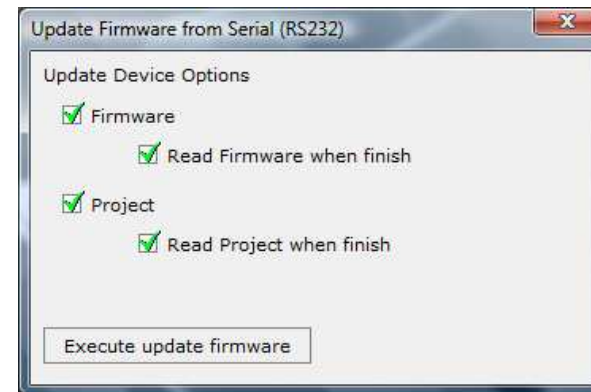 Update Firmware from Serial (RS232)
Update Device Options
Firmware
Read Firmware when finish
Project
Read Project when finish
Execute update firmware